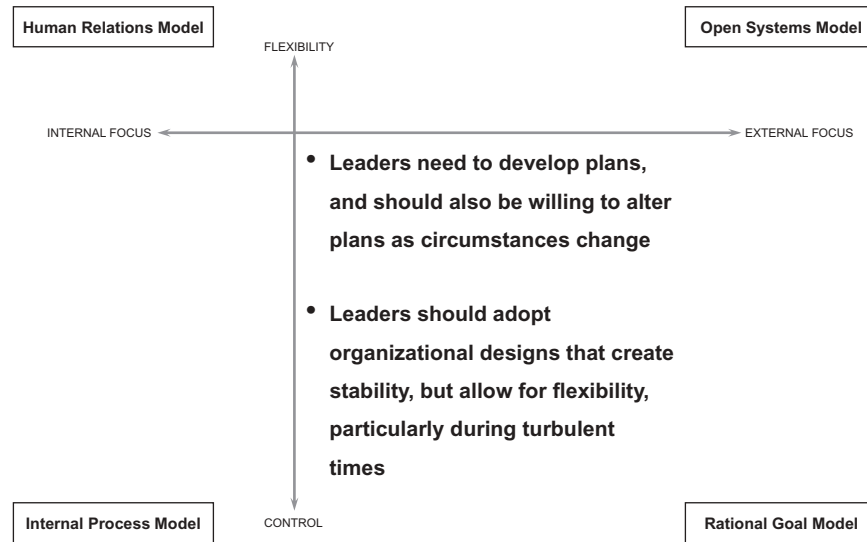 Human Relations Model
Open Systems Model
FLEXIBILITY
INTERNAL FOCUS
EXTERNAL FOCUS
• Leaders need to develop plans,
and should also be willing to alter
plans as circumstances change
• Leaders should adopt
organizational designs that create
stability, but allow for flexibility,
particularly during turbulent
times
Internal Process Model
CONTROL
Rational Goal Model